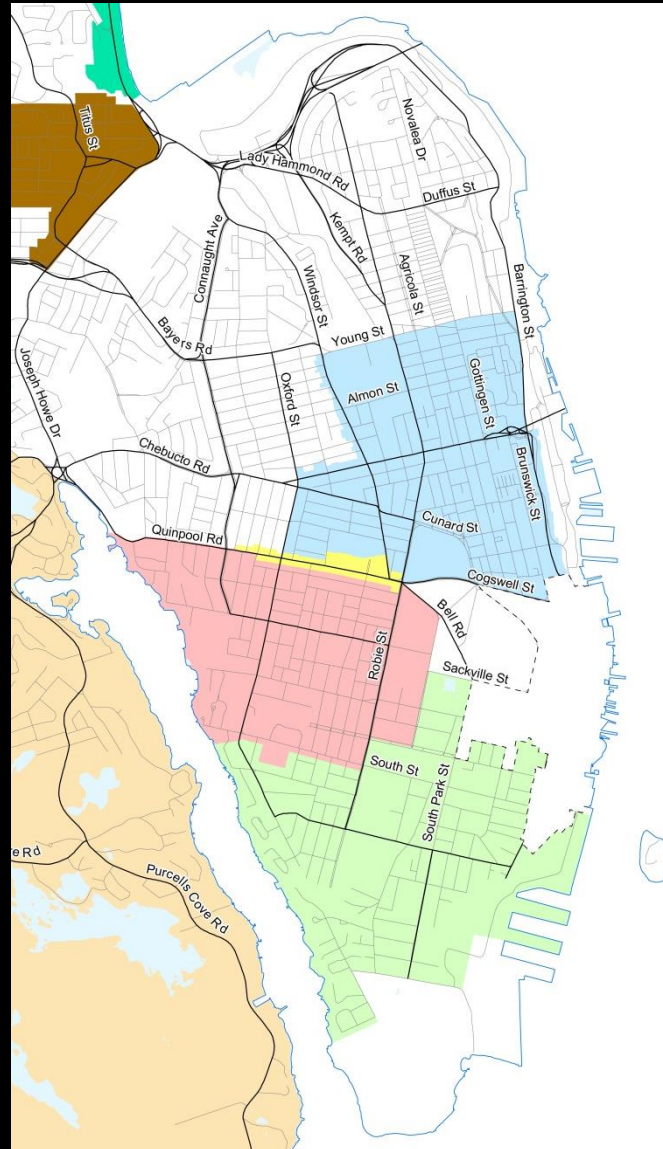 Titus St
Novalea Dr
Lady Hammond Rd
Duffus St
Kempt Rd
Connaught Ave
Windsor St
Agricola St
Barrington St
Bayers Rd
Young St
Joseph Howe Dr
Oxford St
Almon St
Gottingen St
Chebucto Rd
Brunswick St
Cunard St
Quinpool Rd
Cogswell St
Bell Rd
Robie St
Sackville St
South St
South Park St
Purcells Cove Rd
Rd